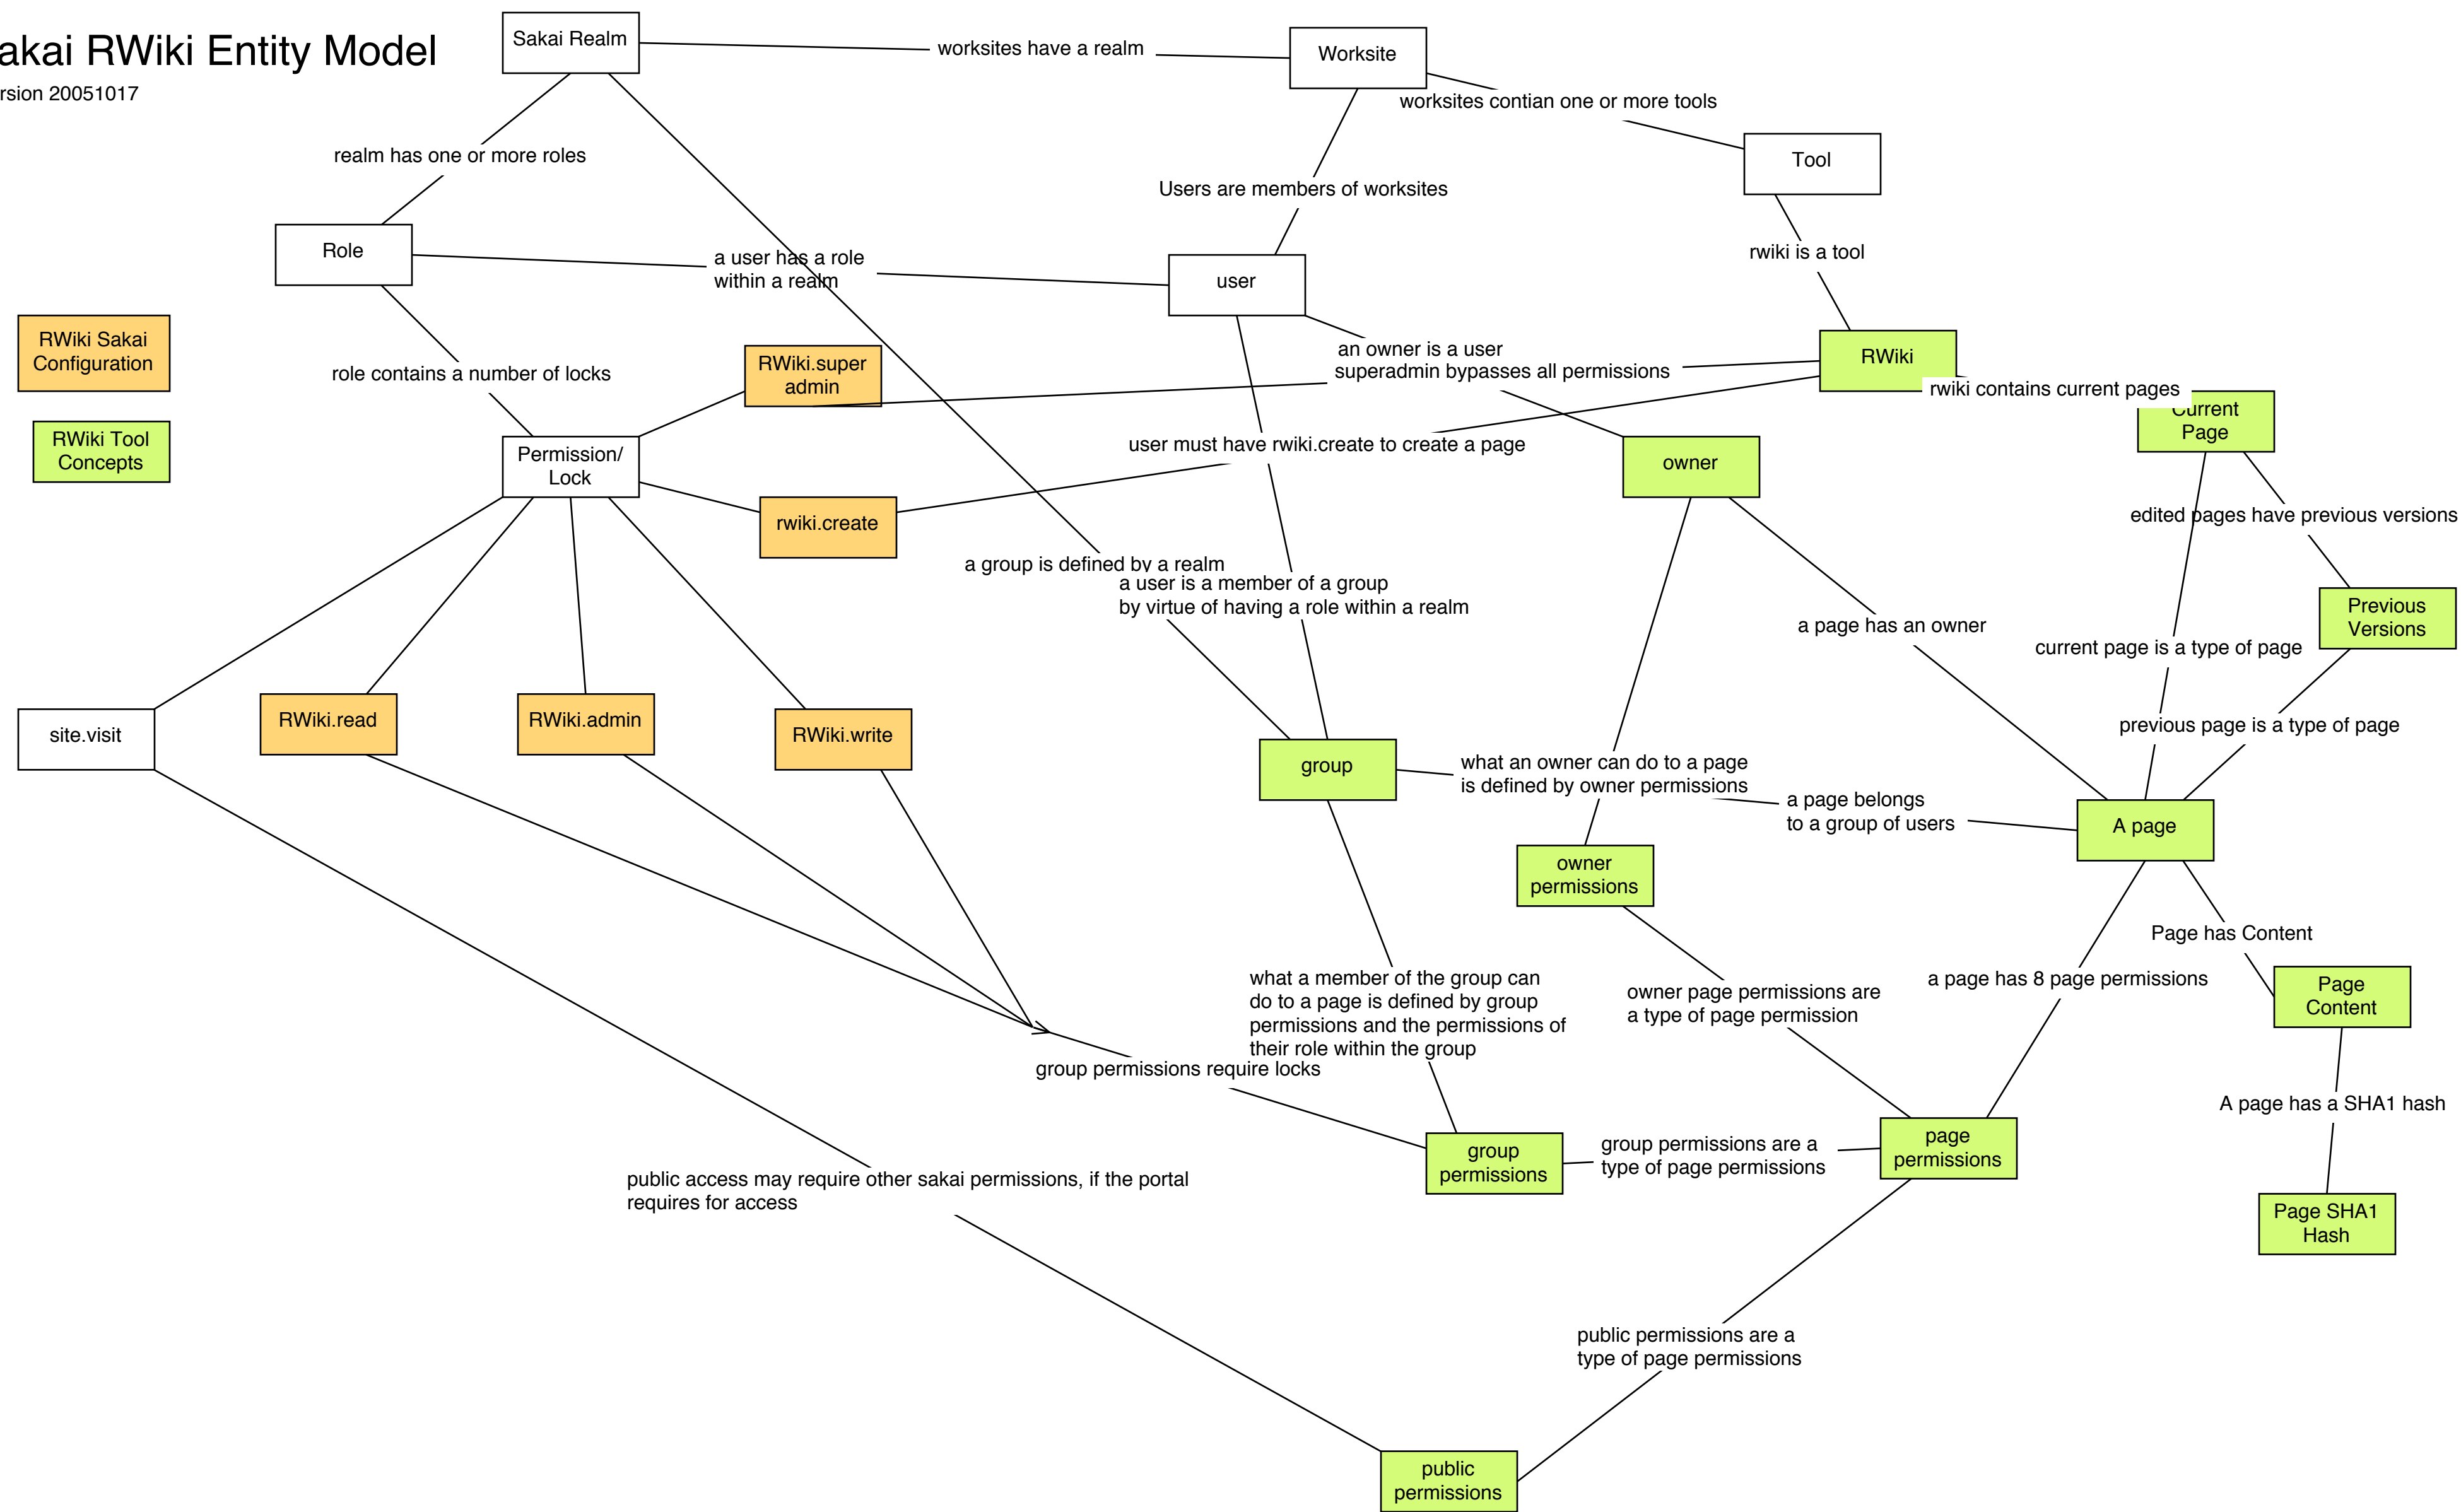 akai RWiki Entity Model
rsion 20051017
Sakai Realm
worksites have a realm
Worksite
worksites contian one or more tools
Tool
realm has one or more roles
Users are members of worksites
Role
a user has a role
within a realm
user
rwiki is a tool
RWiki Sakai
Configuration
RWiki Tool
Concepts
role contains a number of locks
RWiki.super
admin
an owner is a user
superadmin bypasses all permissions
RWiki
rwiki contains current pages
Current
Page
Permission/
Lock
user must have rwiki.create to create a page
owner
rwiki.create
edited pages have previous versions
a group is defined by a realm
a user is a member of a group
by virtue of having a role within a realm
a page has an owner
Previous
Versions
current page is a type of page
site.visit
RWiki.read
RWiki.admin
RWiki.write
previous page is a type of page
group
what an owner can do to a page
is defined by owner permissions
a page belongs
to a group of users
A page
owner
permissions
Page has Content
what a member of the group can
do to a page is defined by group
permissions and the permissions of
their role within the group
owner page permissions are
a type of page permission
a page has 8 page permissions
Page
Content
group permissions require locks
A page has a SHA1 hash
group
permissions
group permissions are a
type of page permissions
page
permissions
public access may require other sakai permissions, if the portal
requires for access
Page SHA1
Hash
public permissions are a
type of page permissions
public
permissions